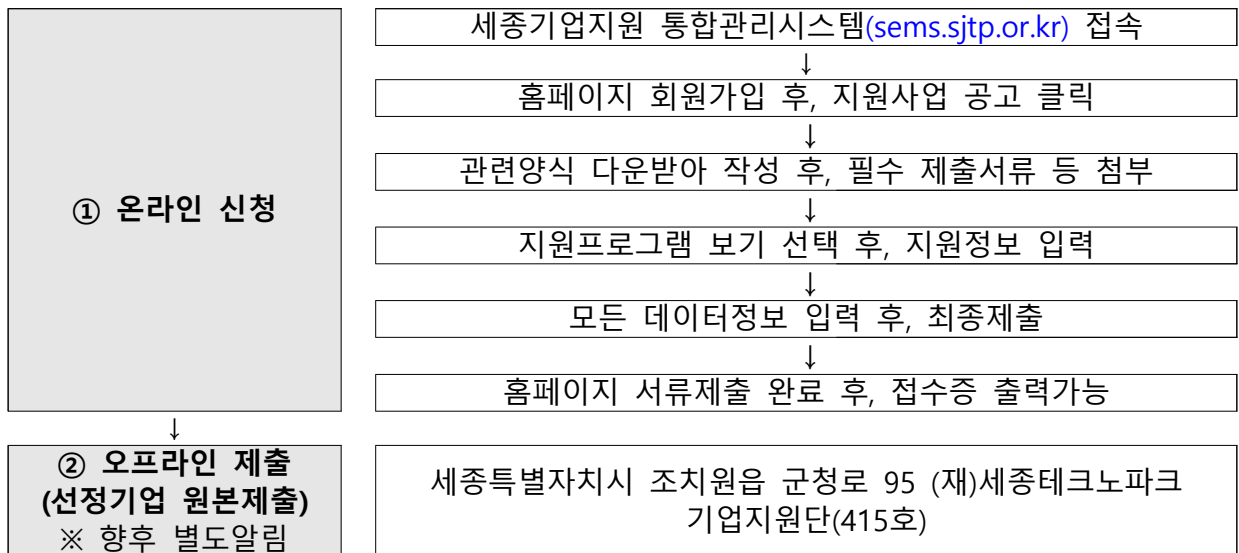 ① 온라인 신청
세종기업지원 통합관리시스템(sems.sjtp.or.kr) 접속
↓
홈페이지 회원가입 후, 지원사업 공고 클릭
↓
관련양식 다운받아 작성 후, 필수 제출서류 등 첨부
↓
지원프로그램 보기 선택 후, 지원정보 입력
↓
모든 데이터정보 입력 후, 최종제출
↓
홈페이지 서류제출 완료 후, 접수증 출력가능
↓
② 오프라인 제출
(선정기업 원본제출)
※ 향후 별도알림
세종특별자치시 조치원읍 군청로 95 (재)세종테크노파크
기업지원단(415호)